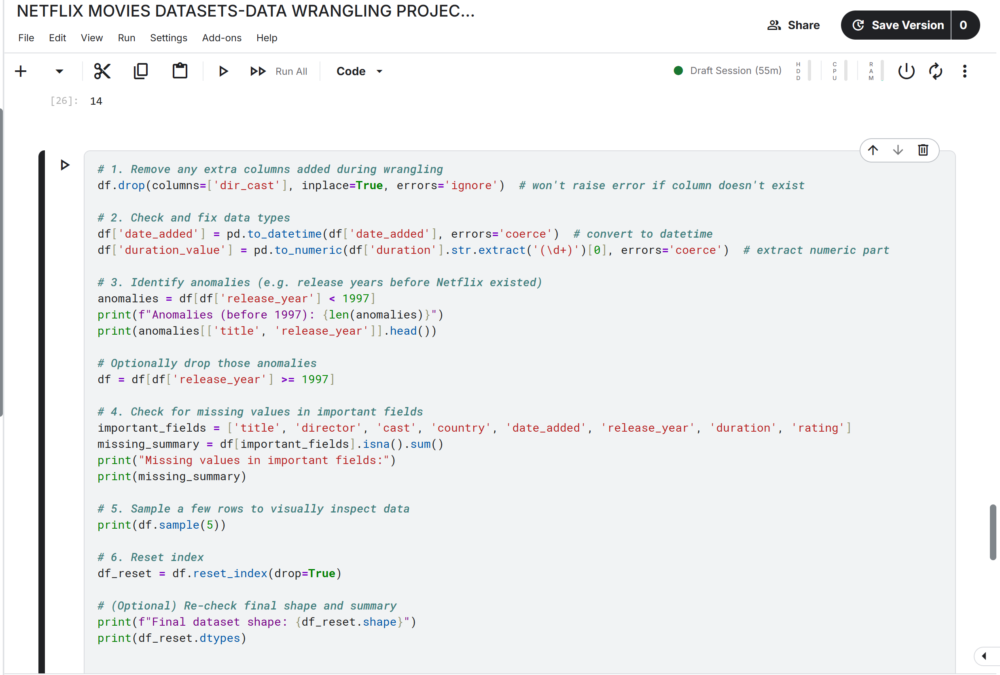 NETFLIX MOVIES DATASETS-DATA WRANGLING PROJEC...
File Edit View Run Settings Add-ons Help
Share
Save Version 0
Run All
Code
Draft Session (55m)
HDD
CPU
RAM
[26]: 14
# 1. Remove any extra columns added during wrangling
df.drop(columns=['dir_cast'], inplace=True, errors='ignore')  # won't raise error if column doesn't exist
# 2. Check and fix data types
df['date_added'] = pd.to_datetime(df['date_added'], errors='coerce')  # convert to datetime
df['duration_value'] = pd.to_numeric(df['duration'].str.extract('(\d+)')[0], errors='coerce')  # extract numeric part
# 3. Identify anomalies (e.g. release years before Netflix existed)
anomalies = df[df['release_year'] < 1997]
print(f"Anomalies (before 1997): {len(anomalies)}")
print(anomalies[['title', 'release_year']].head())
# Optionally drop those anomalies
df = df[df['release_year'] >= 1997]
# 4. Check for missing values in important fields
important_fields = ['title', 'director', 'cast', 'country', 'date_added', 'release_year', 'duration', 'rating']
missing_summary = df[important_fields].isna().sum()
print("Missing values in important fields:")
print(missing_summary)
# 5. Sample a few rows to visually inspect data
print(df.sample(5))
# 6. Reset index
df_reset = df.reset_index(drop=True)
# (Optional) Re-check final shape and summary
print(f"Final dataset shape: {df_reset.shape}")
print(df_reset.dtypes)